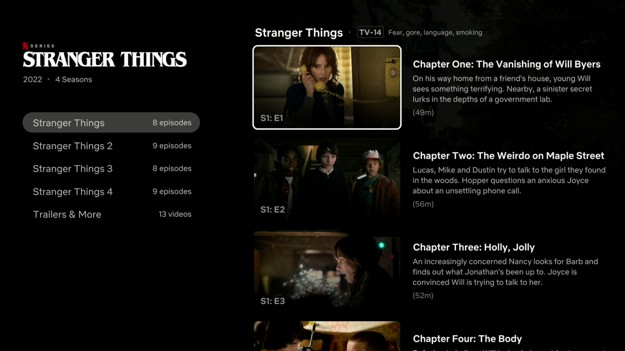 N SERIES
STRANGER THINGS
2022 · 4 Seasons
Stranger Things 8 episodes
Stranger Things 2 9 episodes
Stranger Things 3 8 episodes
Stranger Things 4 9 episodes
Trailers & More 13 videos
Stranger Things · TV-14 Fear, gore, language, smoking
S1: E1
Chapter One: The Vanishing of Will Byers
On his way home from a friend's house, young Will
sees something terrifying. Nearby, a sinister secret
lurks in the depths of a government lab.
(49m)
S1: E2
Chapter Two: The Weirdo on Maple Street
Lucas, Mike and Dustin try to talk to the girl they found
in the woods. Hopper questions an anxious Joyce
about an unsettling phone call.
(56m)
S1: E3
Chapter Three: Holly, Jolly
An increasingly concerned Nancy looks for Barb and
finds out what Jonathan's been up to. Joyce is
convinced Will is trying to talk to her.
(52m)
Chapter Four: The Body